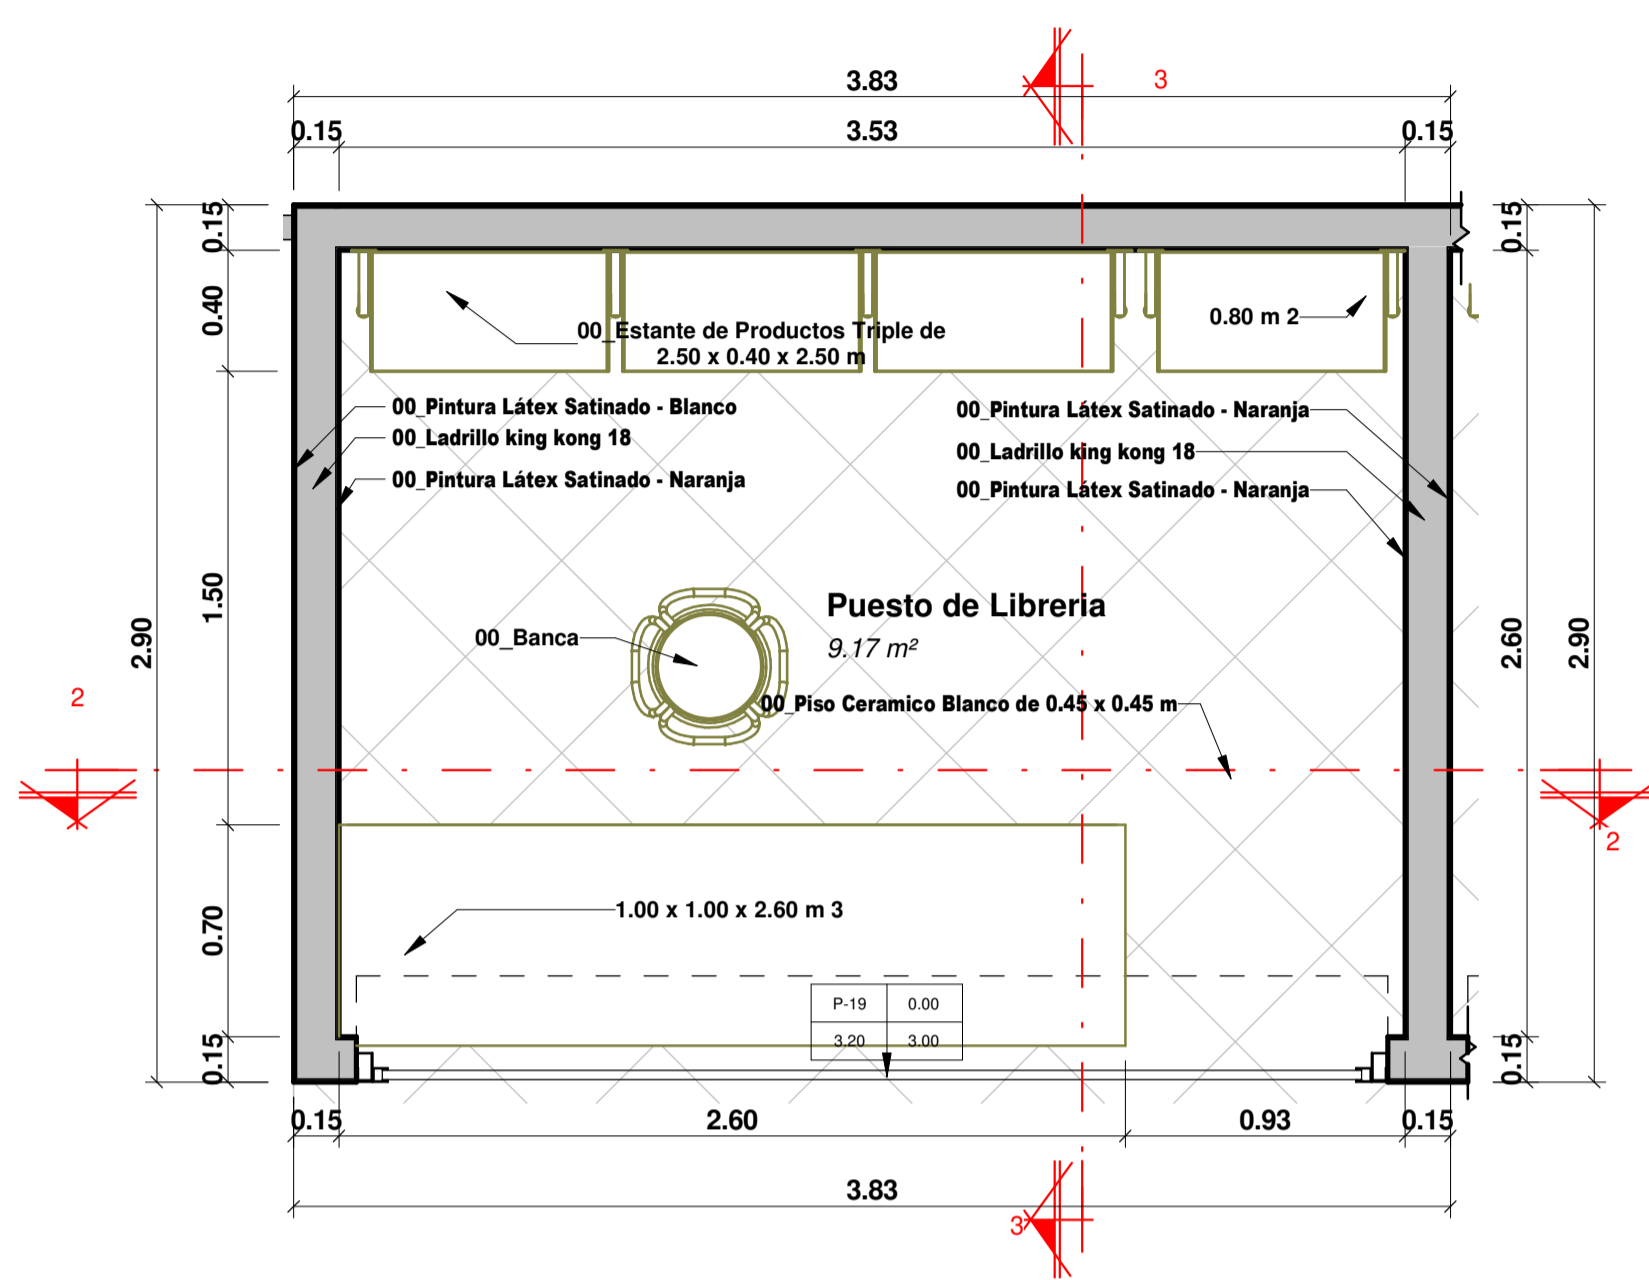 3
3.83
0.15
3.53
0.15
0.15
0.15
0.40
0.80 m 2
00_Estante de Productos Triple de
2.50 x 0.40 x 2.50 m
00_Pintura Látex Satinado - Blanco
00_Ladrillo king kong 18
00_Pintura Látex Satinado - Naranja
00_Pintura Látex Satinado - Naranja
00_Ladrillo king kong 18
00_Pintura Látex Satinado - Naranja
1.50
2.90
Puesto de Libreria
9.17 m²
00_Banca
2.60
2.90
2
00_Piso Ceramico Blanco de 0.45 x 0.45 m
2
0.70
1.00 x 1.00 x 2.60 m 3
P-19
0.00
3.20
3.00
0.15
0.15
0.15
2.60
0.93
0.15
3.83
3